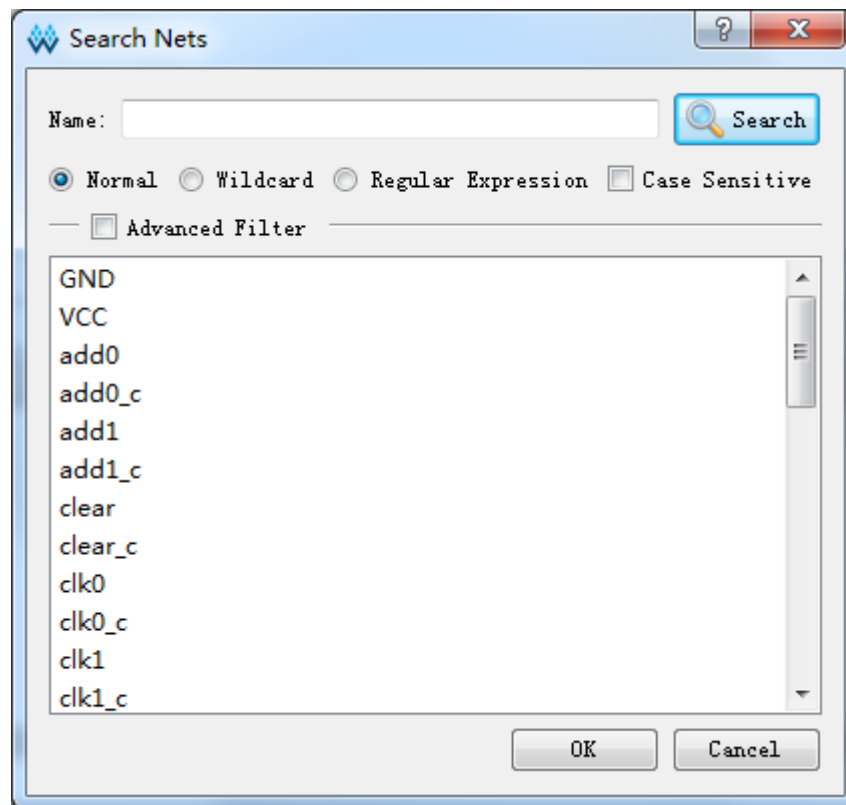 Search Nets
Name: Search
Normal Wildcard Regular Expression Case Sensitive
Advanced Filter
GND
VCC
add0
add0_c
add1
add1_c
clear
clear_c
clk0
clk0_c
clk1
clk1_c
OK Cancel